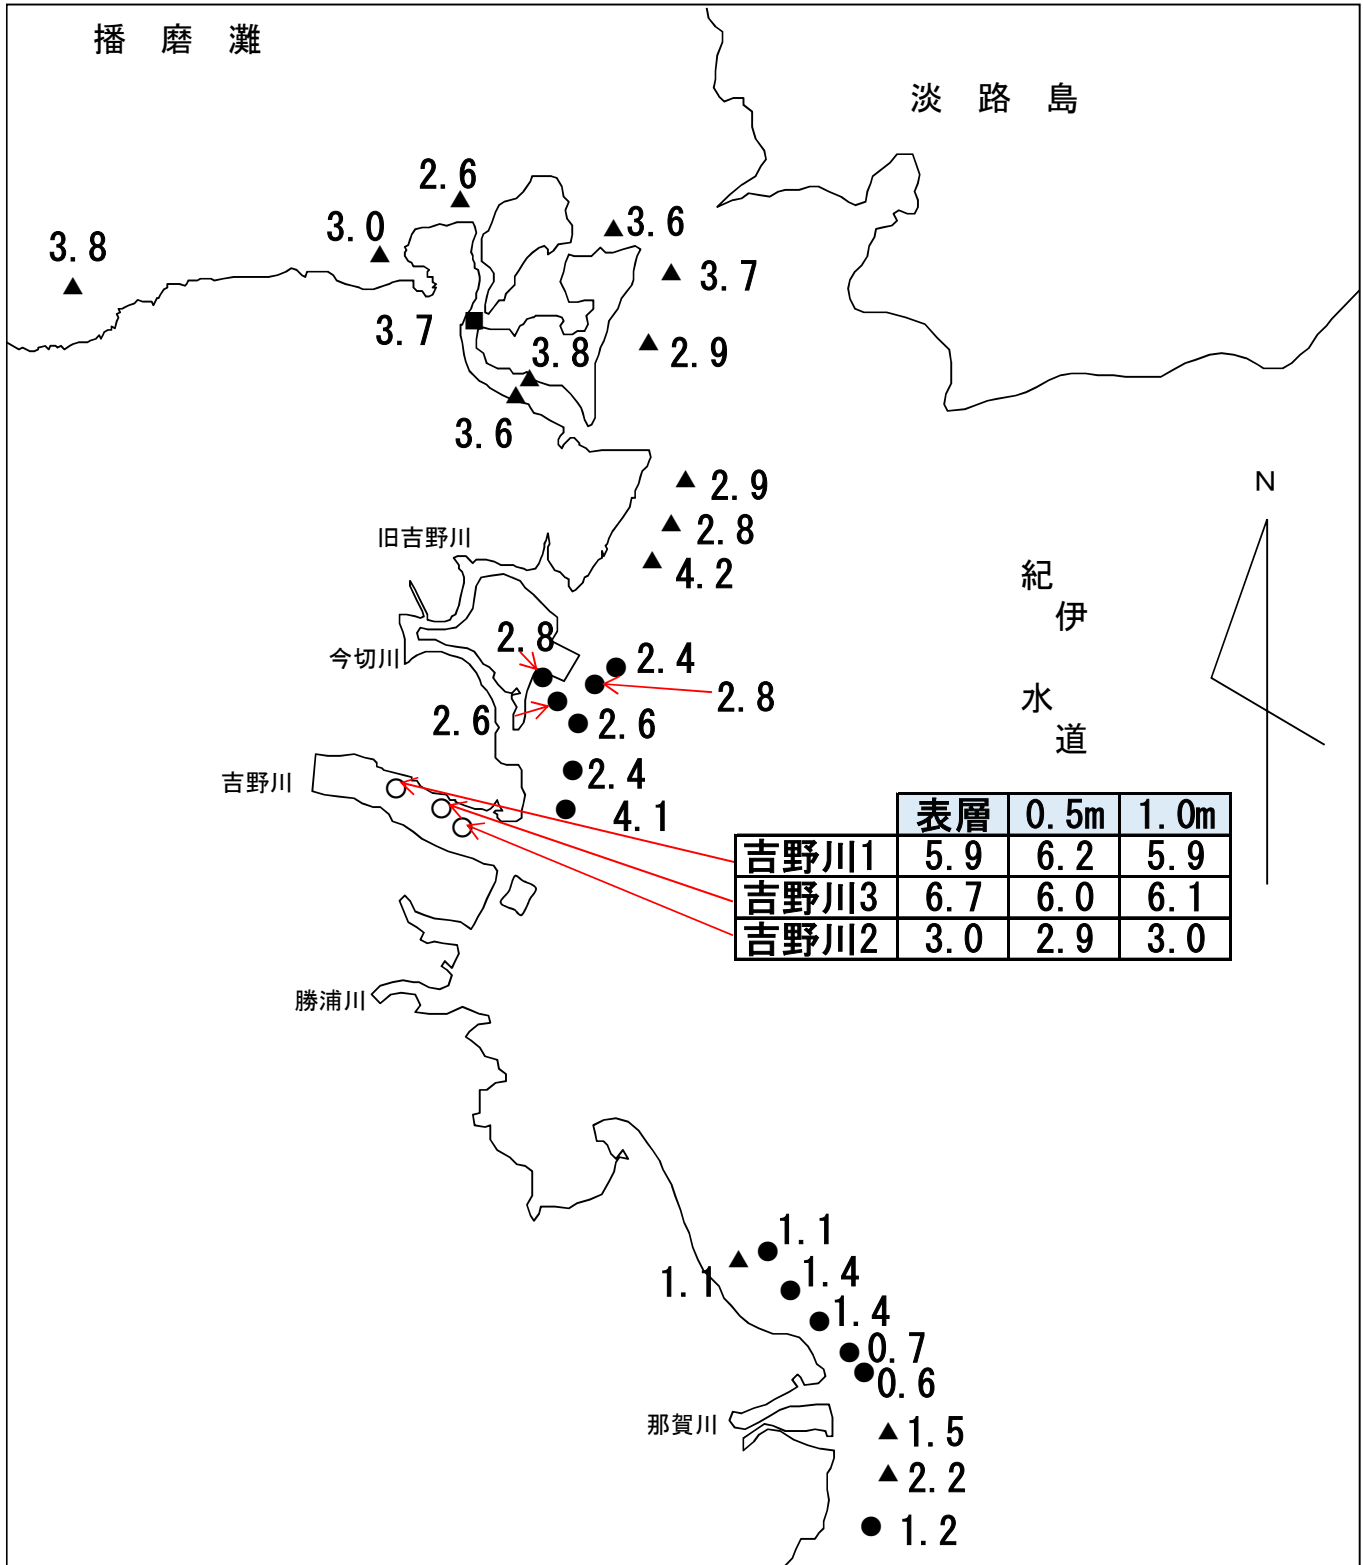 播 磨 灘
淡 路 島
2.6
3.0
3.6
3.8
3.7
3.7
3.8
2.9
3.6
2.9
N
2.8
旧吉野川
4.2
紀
伊
水
道
2.8
今切川
2.4
2.8
2.6
2.6
2.4
吉野川
4.1
表層 0.5m 1.0m
吉野川1 5.9 6.2 5.9
吉野川3 6.7 6.0 6.1
吉野川2 3.0 2.9 3.0
勝浦川
1.1
1.1
1.4
1.4
0.7
0.6
那賀川
1.5
2.2
1.2